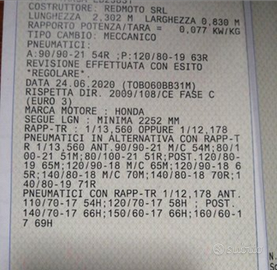 COSTRUTTORE: REDMOTO SRL
LUNGHEZZA 2,302 M LARGHEZZA 0,830 M
RAPPORTO POTENZA/TARA = 0,077 KW/KG
TIPO CAMBIO: MECCANICO
PNEUMATICI:
A:90/90-21 54R ;P:120/80-19 63R
REVISIONE EFFETTUATA CON ESITO
*REGOLARE*
DATA 24.06.2020 (TOBO60BB31M)
RISPETTA DIR. 2009/108/CE FASE C
(EURO 3)
MARCA MOTORE : HONDA
SEGUE LGN : MINIMA 2252 MM
RAPP-TR : 1/13,560 OPPURE 1/12,178
PNEUMATICI IN ALTERNATIVA CON RAPP-T
R 1/13,560 ANT.90/90-21 M/C 54M;80/1
00-21 51M;80/100-21 51R;POST.120/80-
19 65M;120/90-18 M/C 65M;120/90-18 6
5R;140/80-18 M/C 70M;140/80-18 70R;1
40/80-18 71R
PNEUMATICI CON RAPP-TR 1/12,178 ANT.
110/70-17 54H;120/70-17 58H ; POST.
140/70-17 66H;150/60-17 66H;160/60-1
7 69H